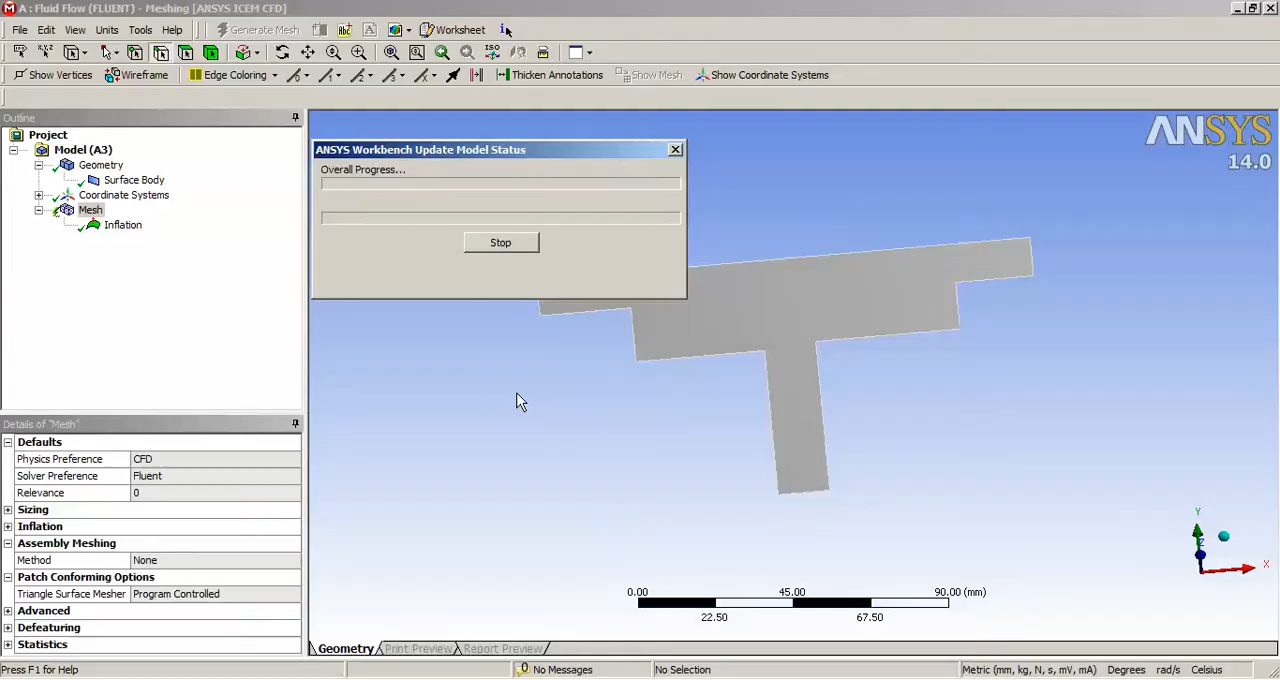 A : Fluid Flow (FLUENT) - Meshing [ANSYS ICEM CFD]
File Edit View Units Tools Help Generate Mesh Worksheet
Show Vertices Wireframe Edge Coloring Thicken Annotations Show Mesh Show Coordinate Systems
Outline
Project
Model (A3)
Geometry
Surface Body
Coordinate Systems
Mesh
Inflation
ANSYS Workbench Update Model Status
Overall Progress...
Stop
ANSYS
14.0
Details of "Mesh"
Defaults
Physics Preference CFD
Solver Preference Fluent
Relevance 0
Sizing
Inflation
Assembly Meshing
Method None
Patch Conforming Options
Triangle Surface Mesher Program Controlled
Advanced
Defeaturing
Statistics
Y
Z
X
0.00 45.00 90.00 (mm)
22.50 67.50
Geometry Print Preview Report Preview
Press F1 for Help 0 No Messages No Selection Metric (mm, kg, N, s, mV, mA) Degrees rad/s Celsius